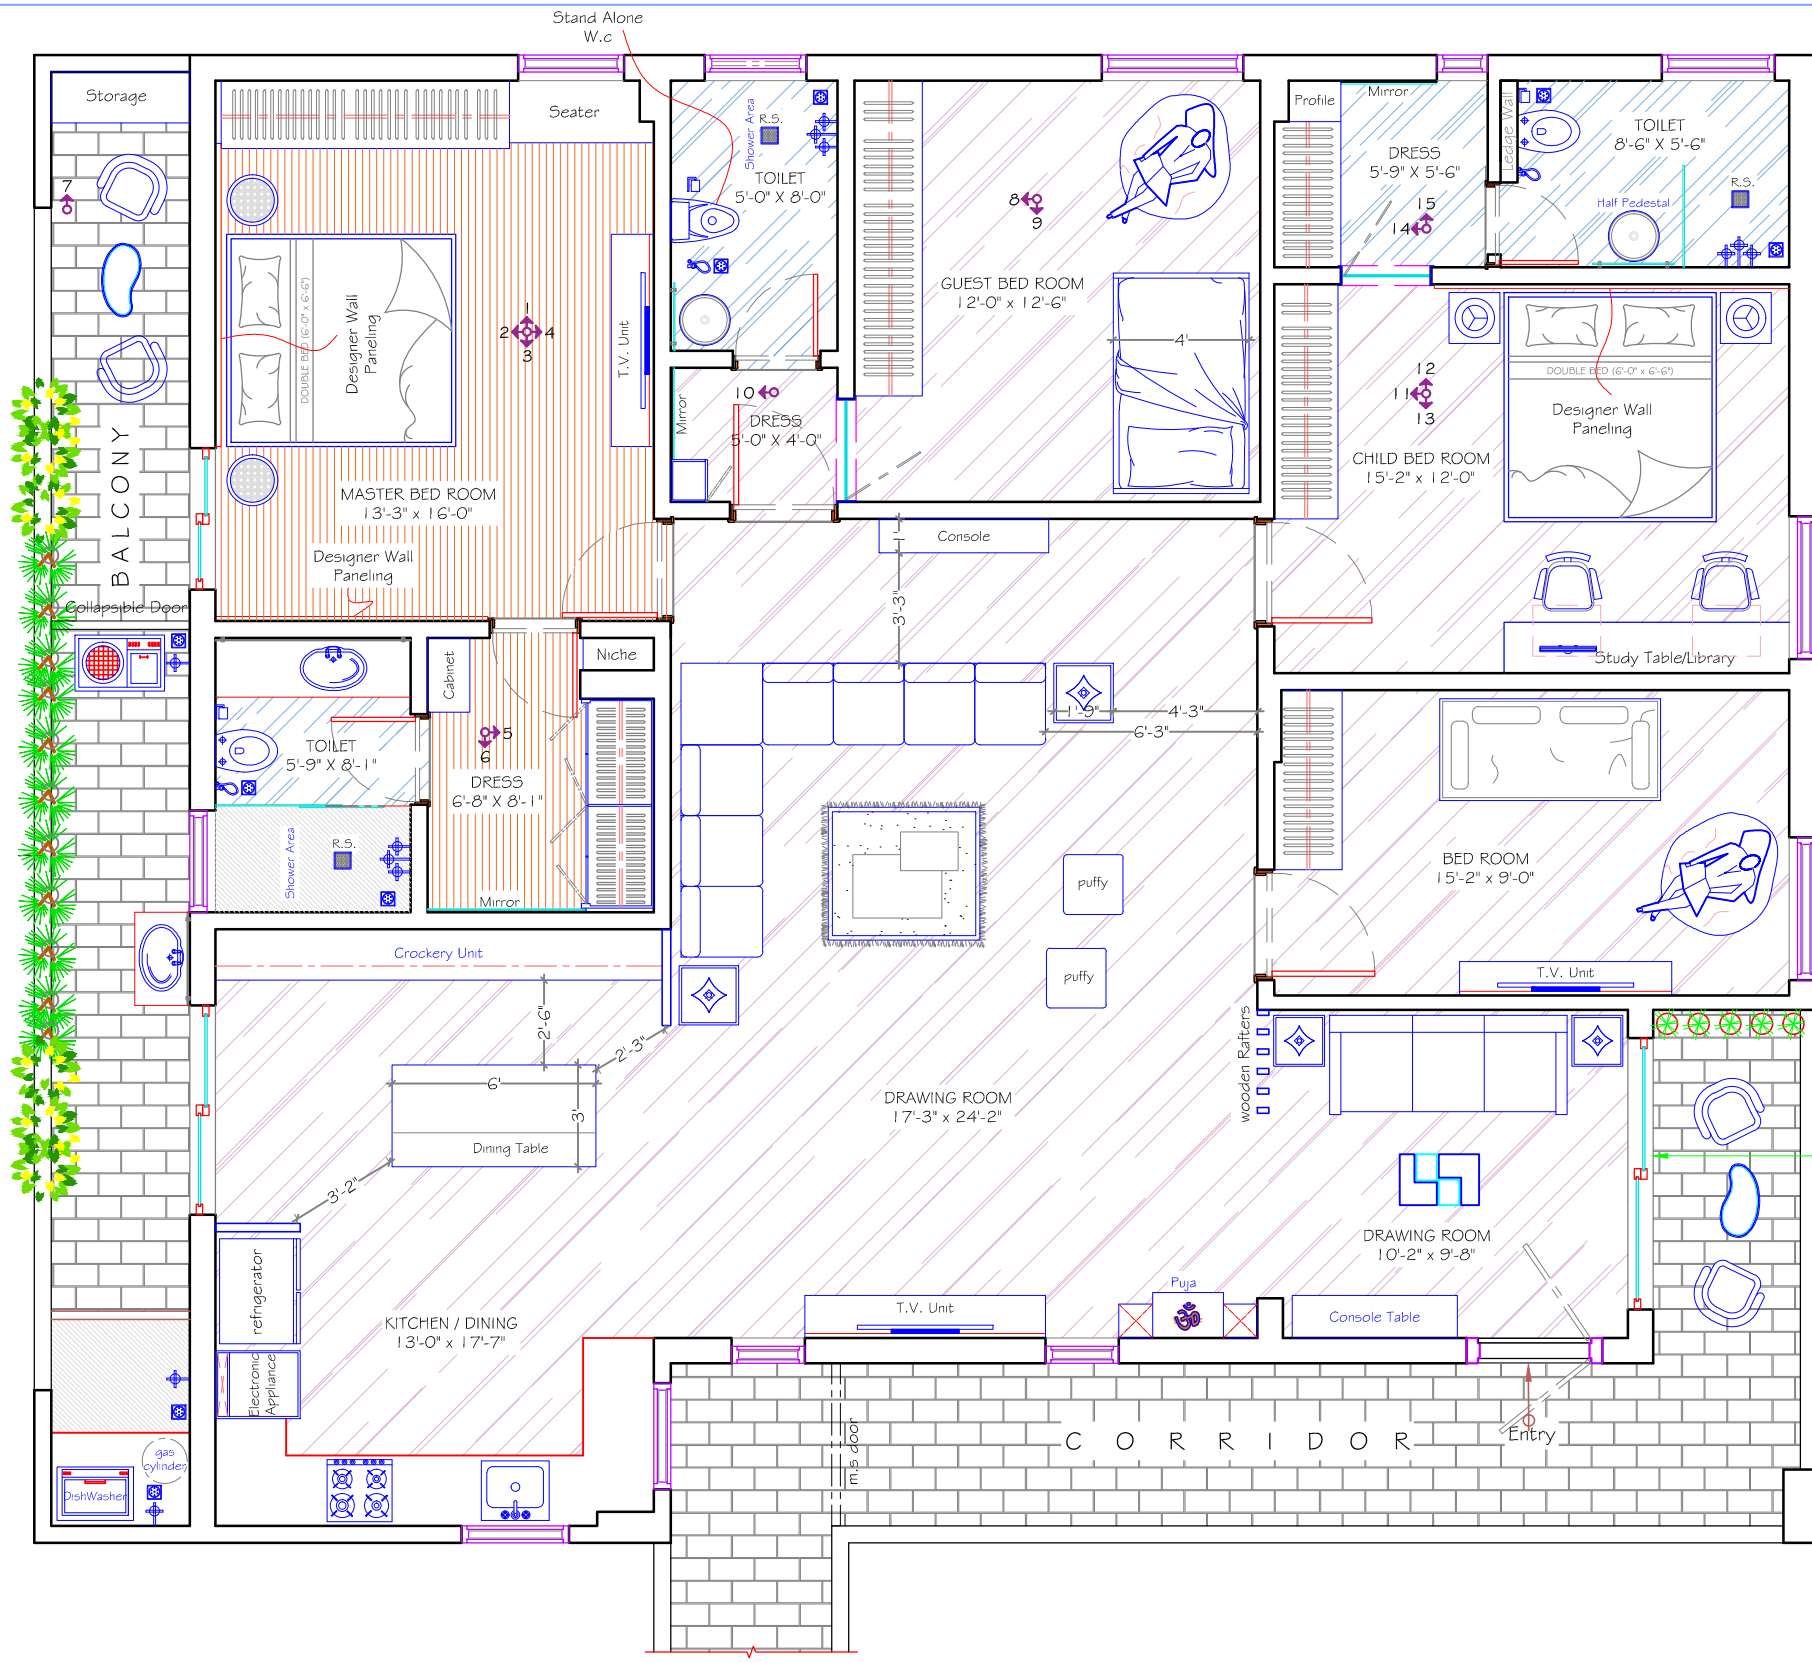 Stand Alone
W.c
Storage
Seater
Shower Area
R.S.
TOILET
5'-0" X 8'-0"
Profile
Mirror
DRESS
5'-9" X 5'-6"
Ledge Wall
TOILET
8'-6" X 5'-6"
R.S.
Half Pedestal
7
8
9
15
14
GUEST BED ROOM
12'-0" x 12'-6"
DOUBLE BED (6'-0" x 6'-6")
Designer Wall
Paneling
1
2
4
3
T.V. Unit
4'
10
Mirror
DRESS
5'-0" X 4'-0"
12
11
13
DOUBLE BED (6'-0" x 6'-6")
Designer Wall
Paneling
CHILD BED ROOM
15'-2" x 12'-0"
BALCONY
MASTER BED ROOM
13'-3" x 16'-0"
Designer Wall
Paneling
Console
1'
3'-3"
Collapsible Door
Study Table/Library
Cabinet
Niche
1'-9"
4'-3"
6'-3"
5
6
TOILET
5'-9" X 8'-1"
DRESS
6'-8" X 8'-1"
Shower Area
R.S.
Mirror
puffy
puffy
BED ROOM
15'-2" x 9'-0"
T.V. Unit
Crockery Unit
2'-6"
2'-3"
6'
3'
Dining Table
3'-2"
wooden Rafters
DRAWING ROOM
17'-3" x 24'-2"
DRAWING ROOM
10'-2" x 9'-8"
refrigerator
KITCHEN / DINING
13'-0" x 17'-7"
T.V. Unit
Puja
ॐ
Console Table
Electronic
Appliance
m.s door
CORRIDOR
Entry
gas
cylinder
DishWasher